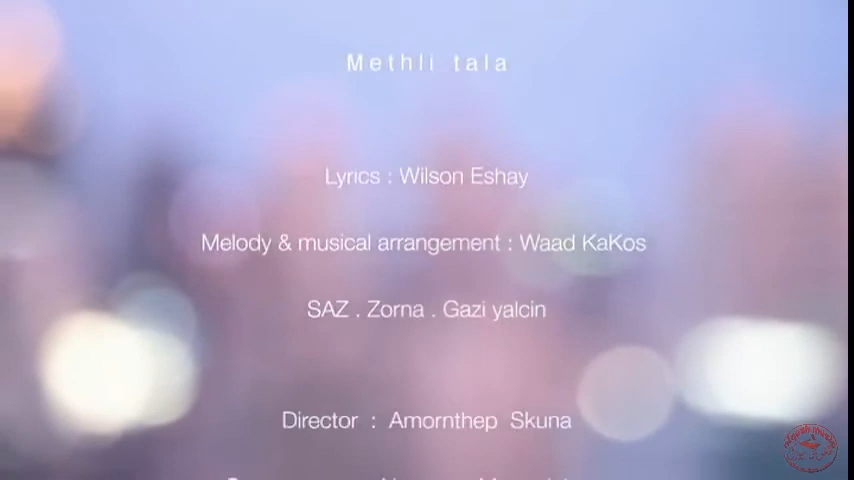 Methli tala
Lyrics : Wilson Eshay
Melody & musical arrangement : Waad KaKos
SAZ . Zorna . Gazi yalcin
Director : Amornthep Skuna